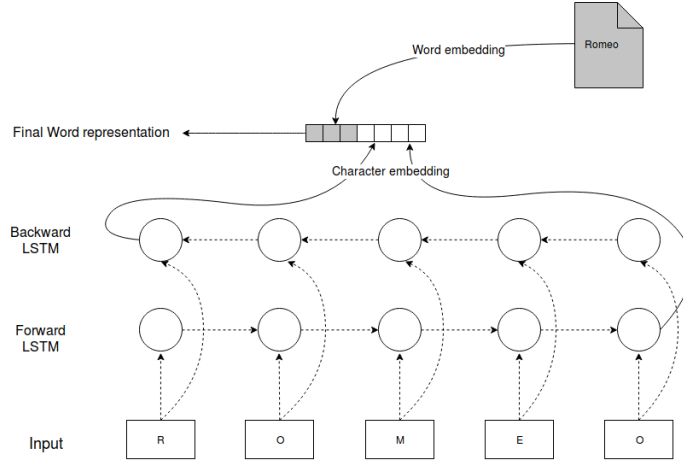 Romeo
Word embedding
Final Word representation
Character embedding
Backward
LSTM
Forward
LSTM
Input
R
O
M
E
O